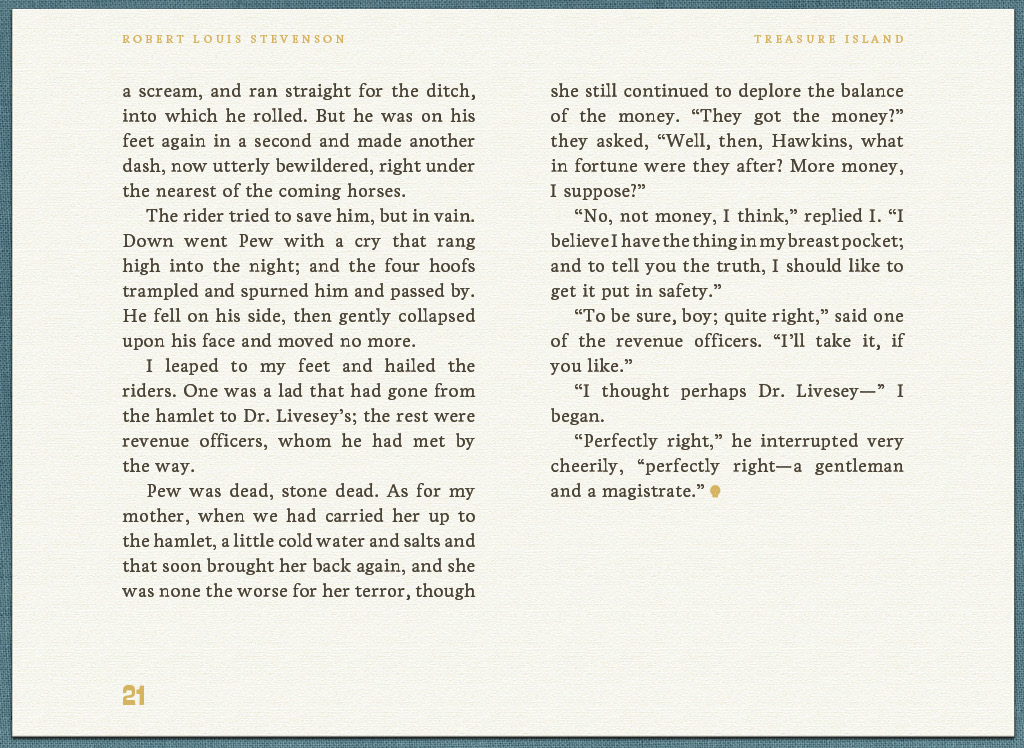 ROBERT LOUIS STEVENSON
TREASURE ISLAND
a scream, and ran straight for the ditch,
into which he rolled. But he was on his
feet again in a second and made another
dash, now utterly bewildered, right under
the nearest of the coming horses.
The rider tried to save him, but in vain.
Down went Pew with a cry that rang
high into the night; and the four hoofs
trampled and spurned him and passed by.
He fell on his side, then gently collapsed
upon his face and moved no more.
I leaped to my feet and hailed the
riders. One was a lad that had gone from
the hamlet to Dr. Livesey’s; the rest were
revenue officers, whom he had met by
the way.
Pew was dead, stone dead. As for my
mother, when we had carried her up to
the hamlet, a little cold water and salts and
that soon brought her back again, and she
was none the worse for her terror, though
she still continued to deplore the balance
of the money. “They got the money?”
they asked, “Well, then, Hawkins, what
in fortune were they after? More money,
I suppose?”
“No, not money, I think,” replied I. “I
believe I have the thing in my breast pocket;
and to tell you the truth, I should like to
get it put in safety.”
“To be sure, boy; quite right,” said one
of the revenue officers. “I’ll take it, if
you like.”
“I thought perhaps Dr. Livesey—” I
began.
“Perfectly right,” he interrupted very
cheerily, “perfectly right—a gentleman
and a magistrate.”
21